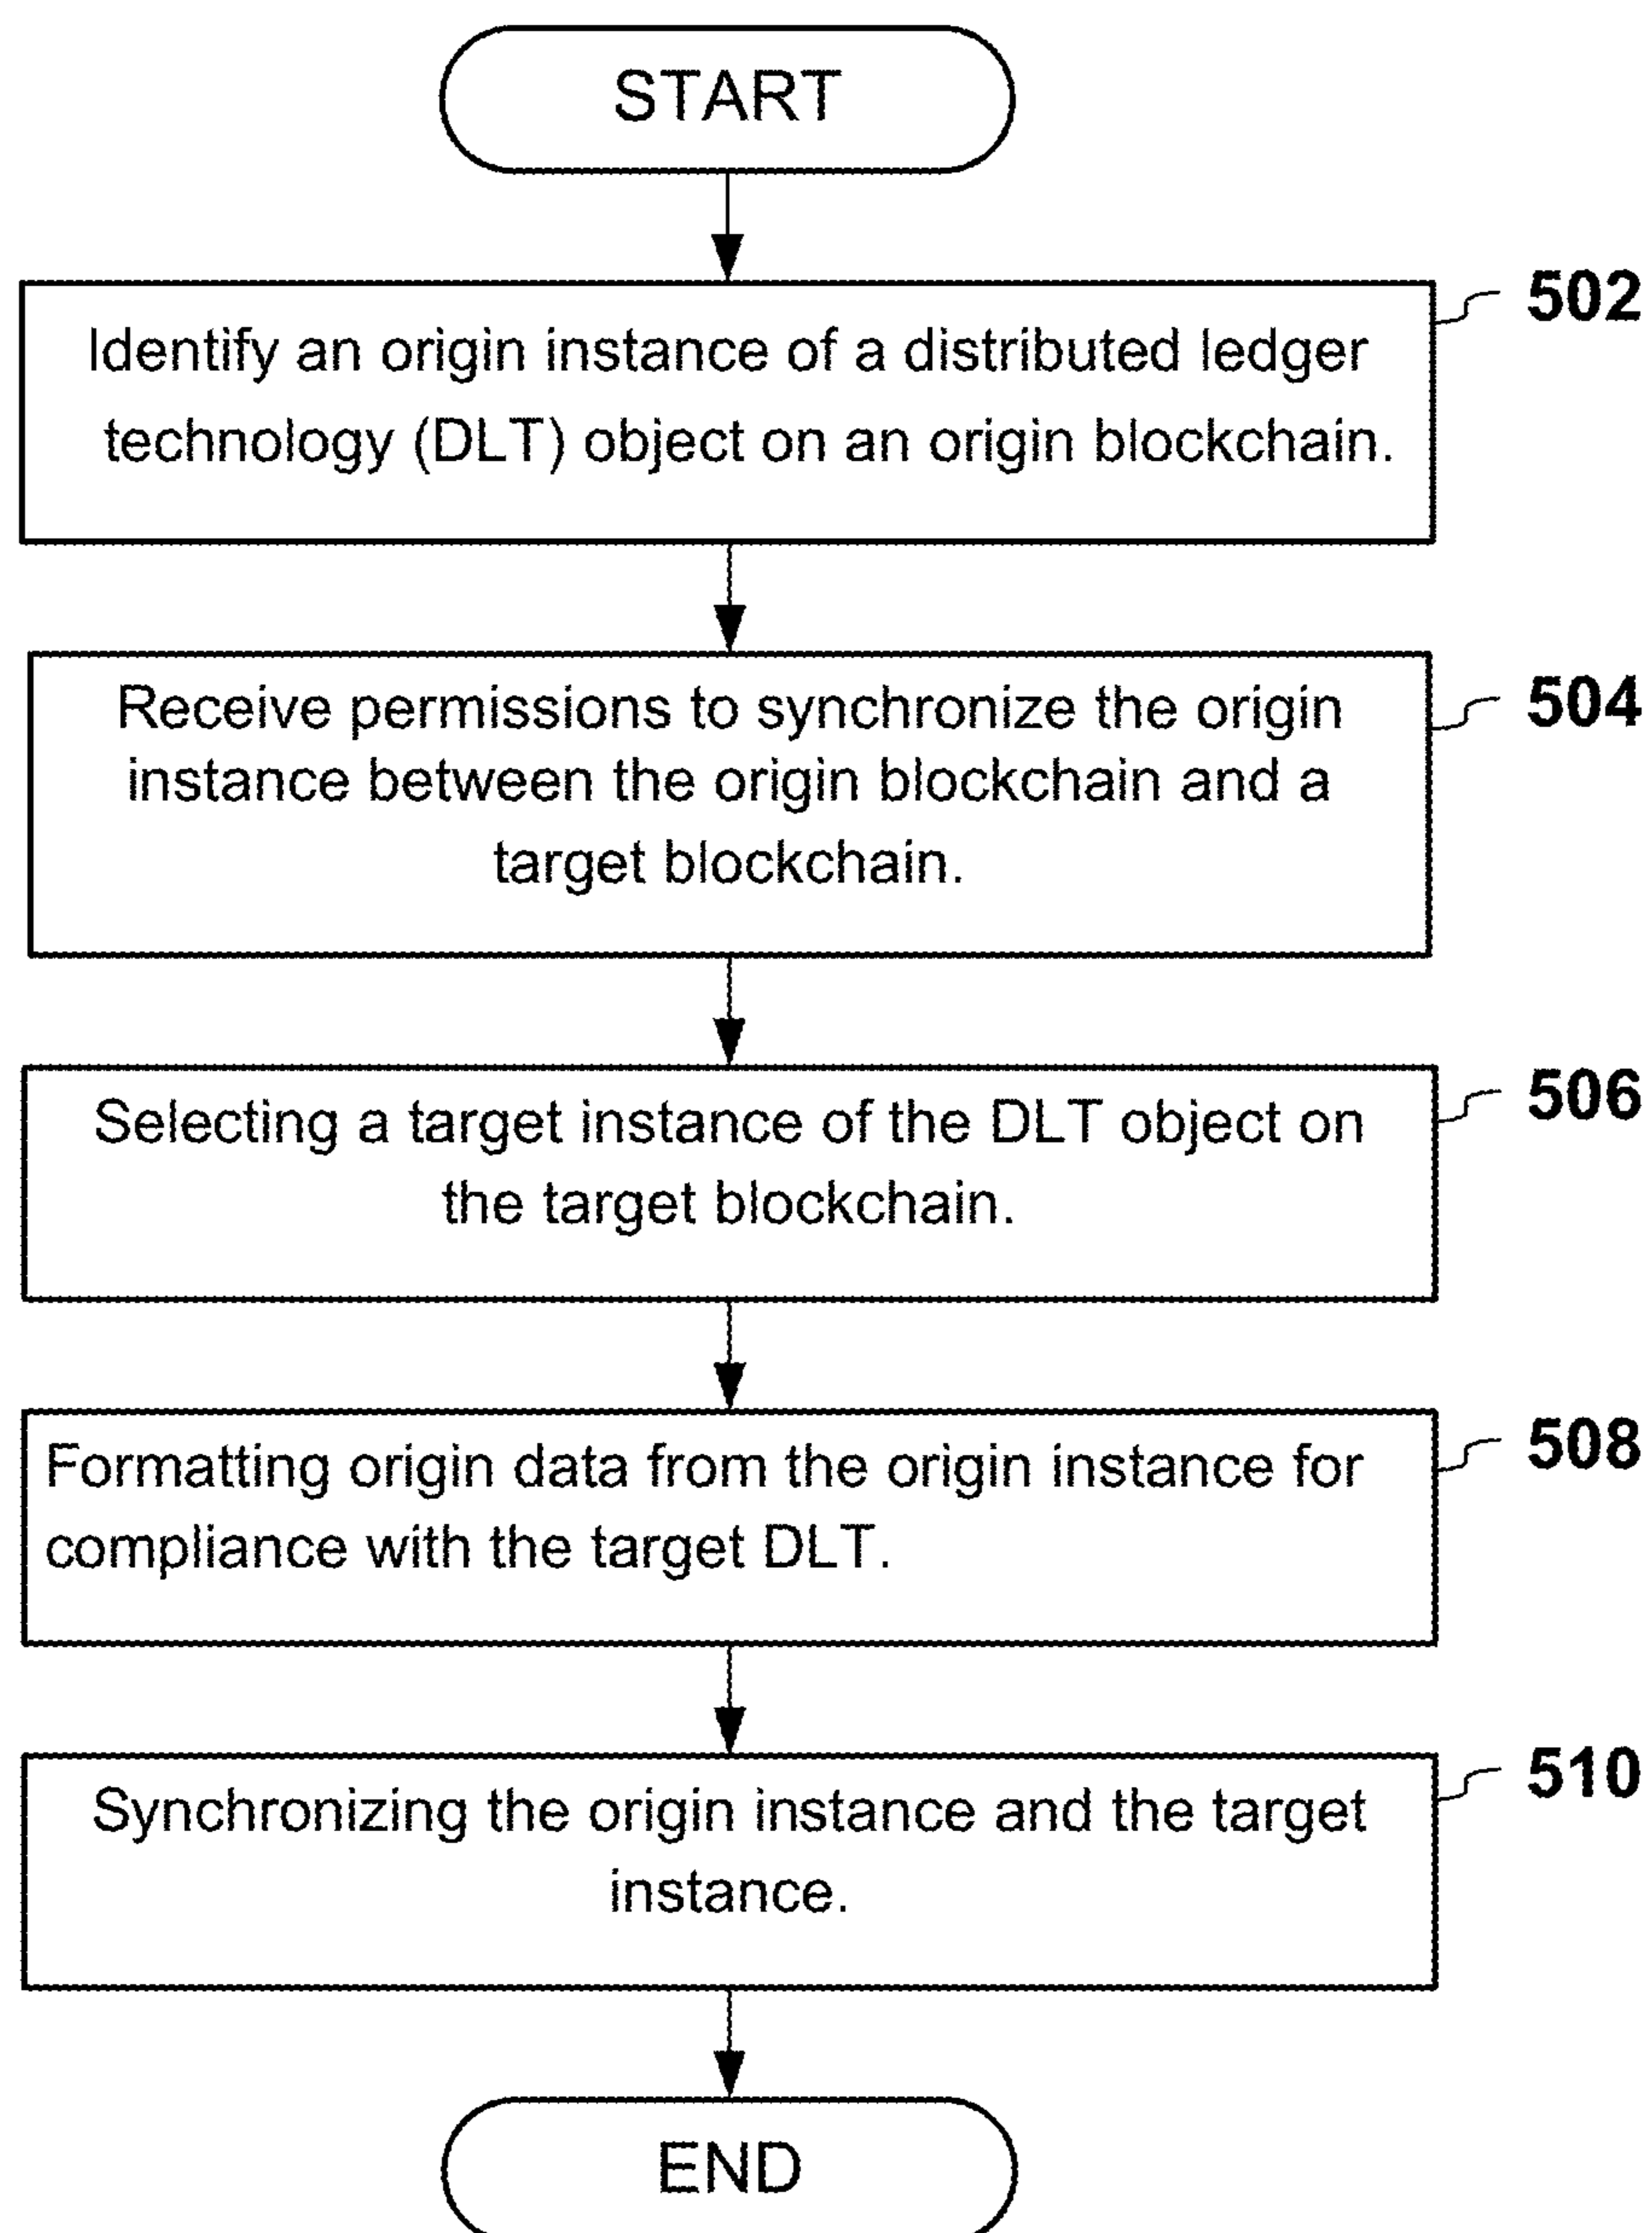 START
502
Identify an origin instance of a distributed ledger
technology (DLT) object on an origin blockchain.
504
Receive permissions to synchronize the origin
instance between the origin blockchain and a
target blockchain.
506
Selecting a target instance of the DLT object on
the target blockchain.
508
Formatting origin data from the origin instance for
compliance with the target DLT.
510
Synchronizing the origin instance and the target
instance.
END